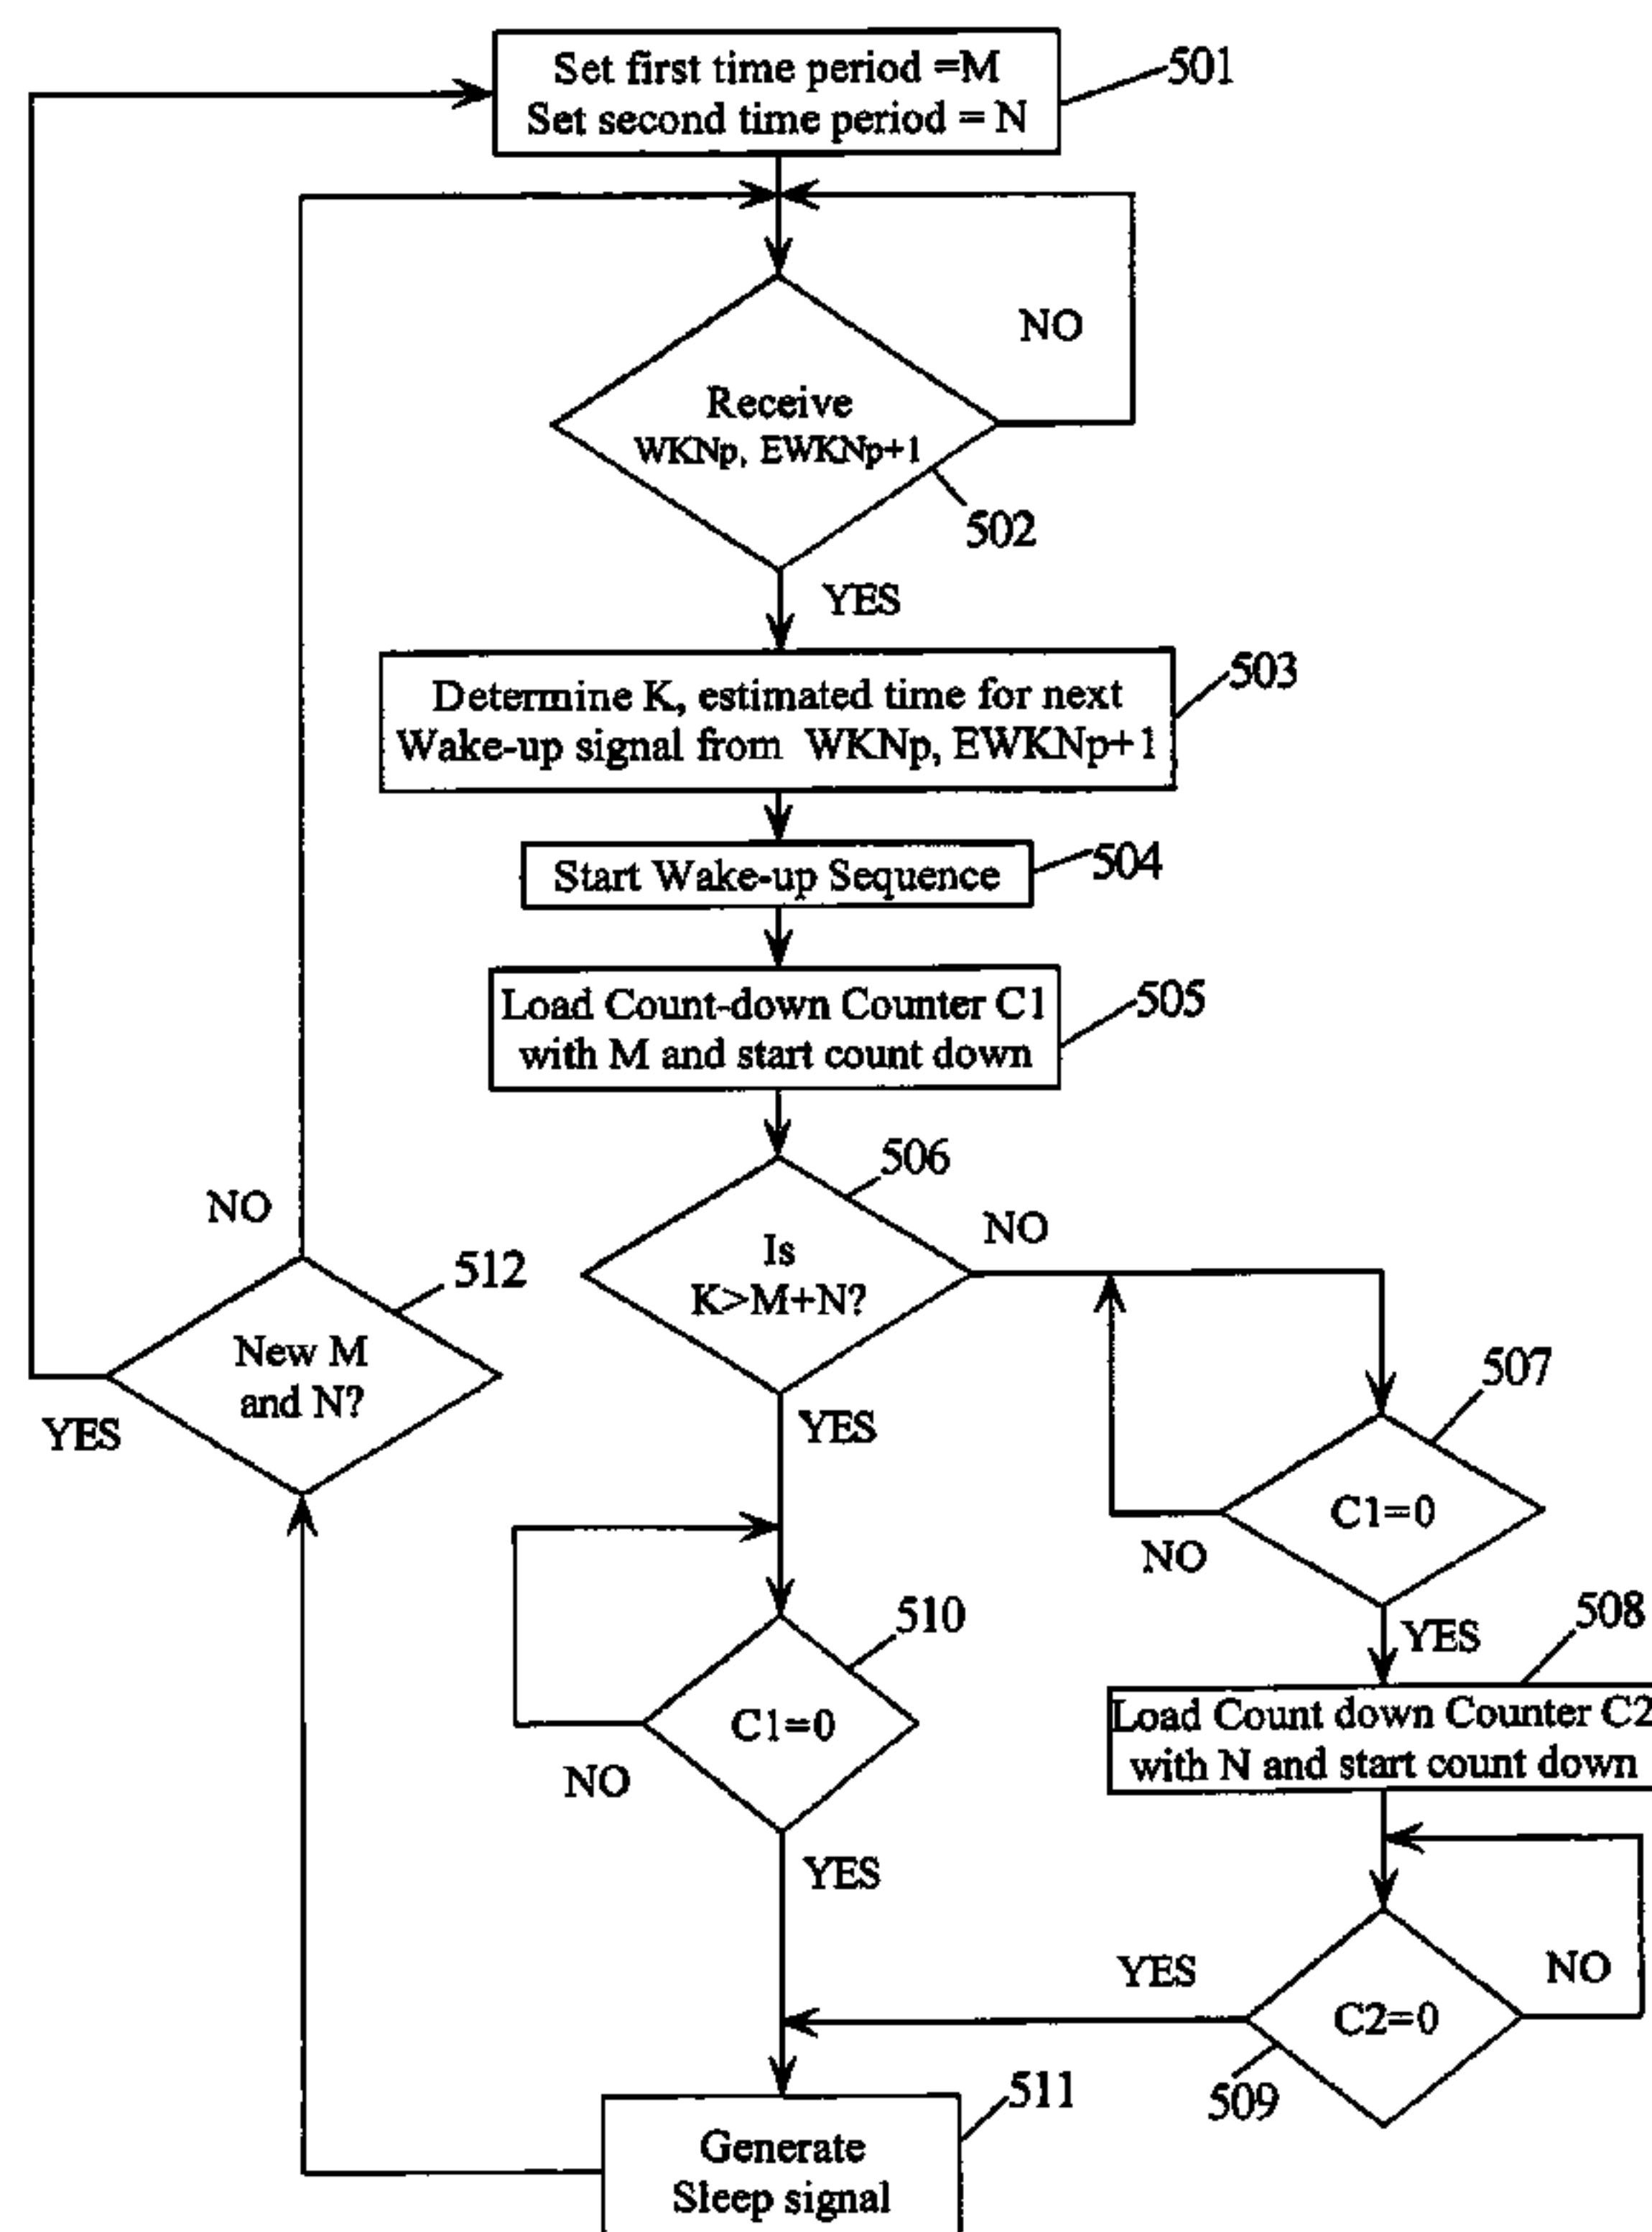 Set first time period =M
Set second time period = N
501
NO
Receive
WKNp, EWKNp+1
502
YES
503
Determine K, estimated time for next
Wake-up signal from WKNp, EWKNp+1
Start Wake-up Sequence
504
Load Count-down Counter C1
with M and start count down
505
506
NO
Is
K>M+N?
NO
512
New M
and N?
YES
YES
507
C1=0
NO
510
C1=0
NO
YES
YES
508
Load Count down Counter C2
with N and start count down
YES
NO
C2=0
509
511
Generate
Sleep signal